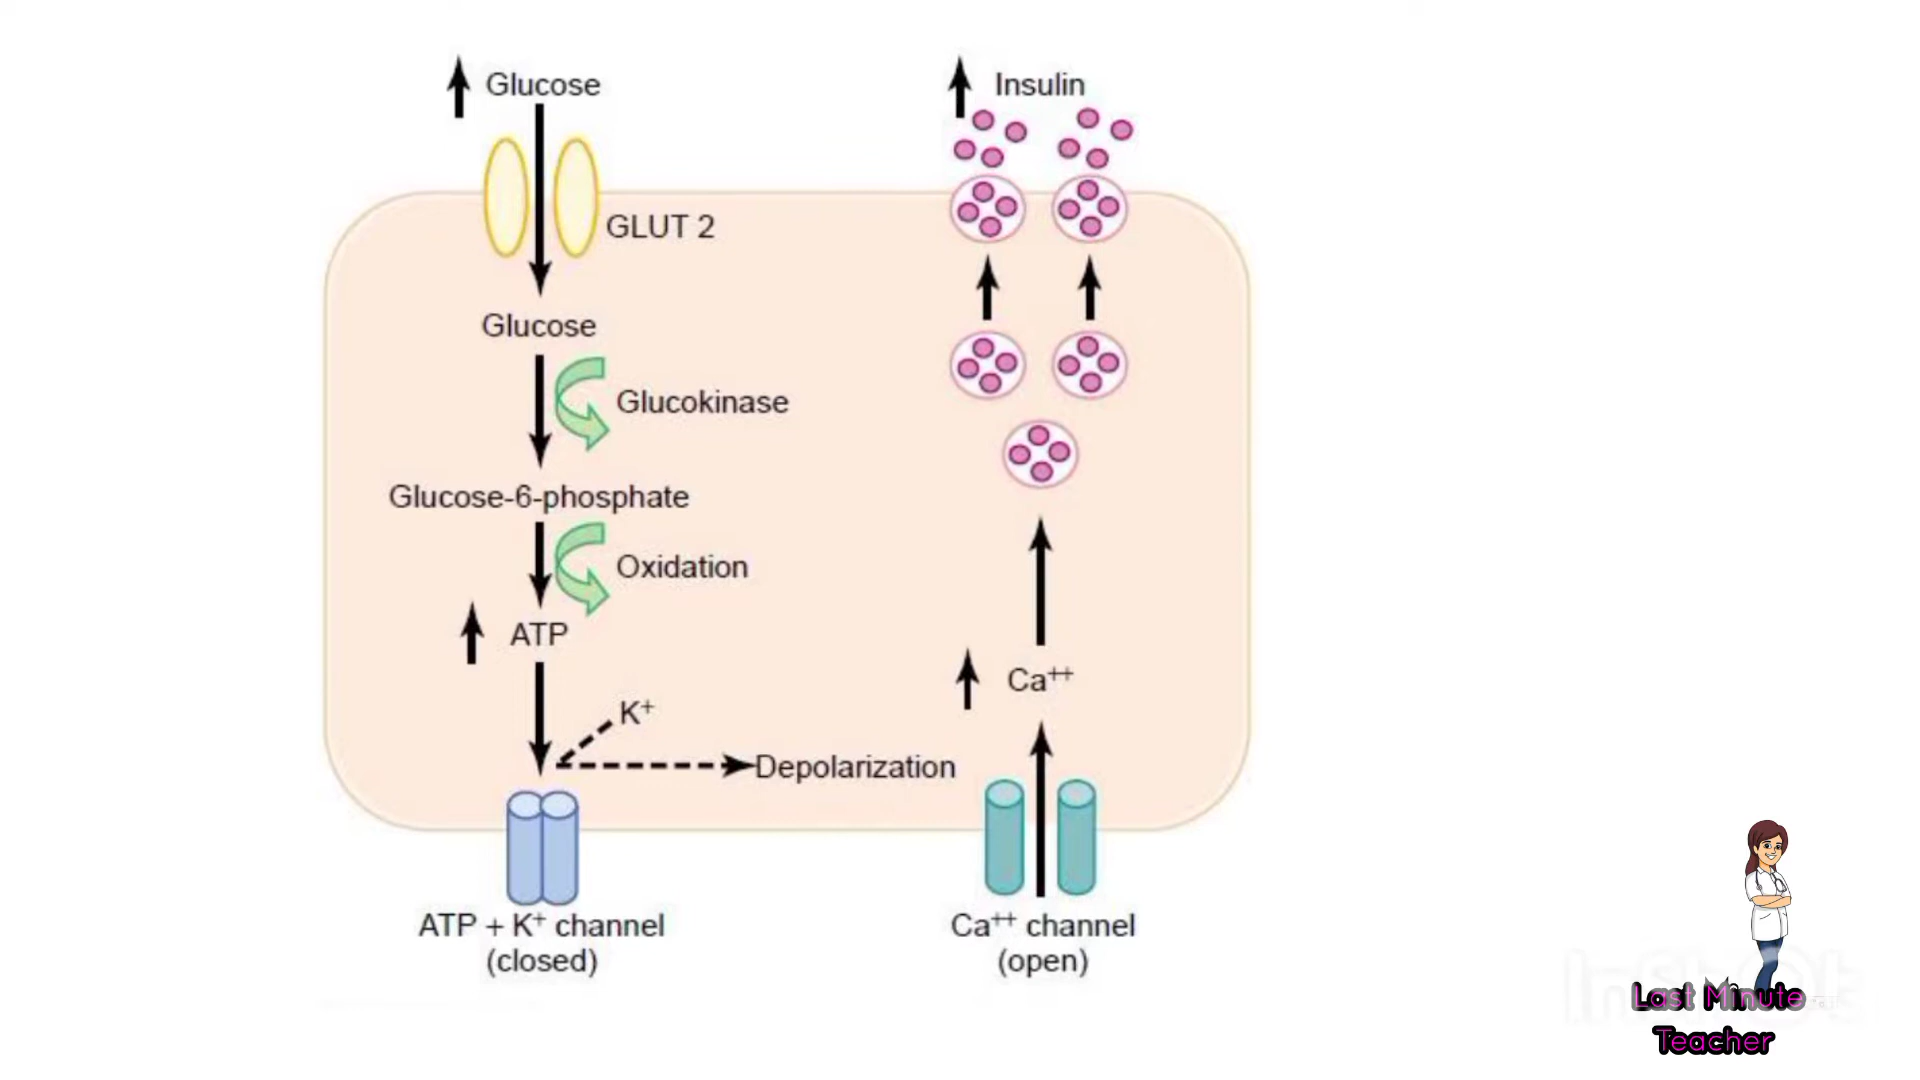 Glucose
Insulin
GLUT 2
Glucose
Glucokinase
Glucose-6-phosphate
Oxidation
ATP
K⁺
Ca⁺⁺
Depolarization
ATP + K⁺ channel
(closed)
Ca⁺⁺ channel
(open)
InShot
Last Minute
Teacher